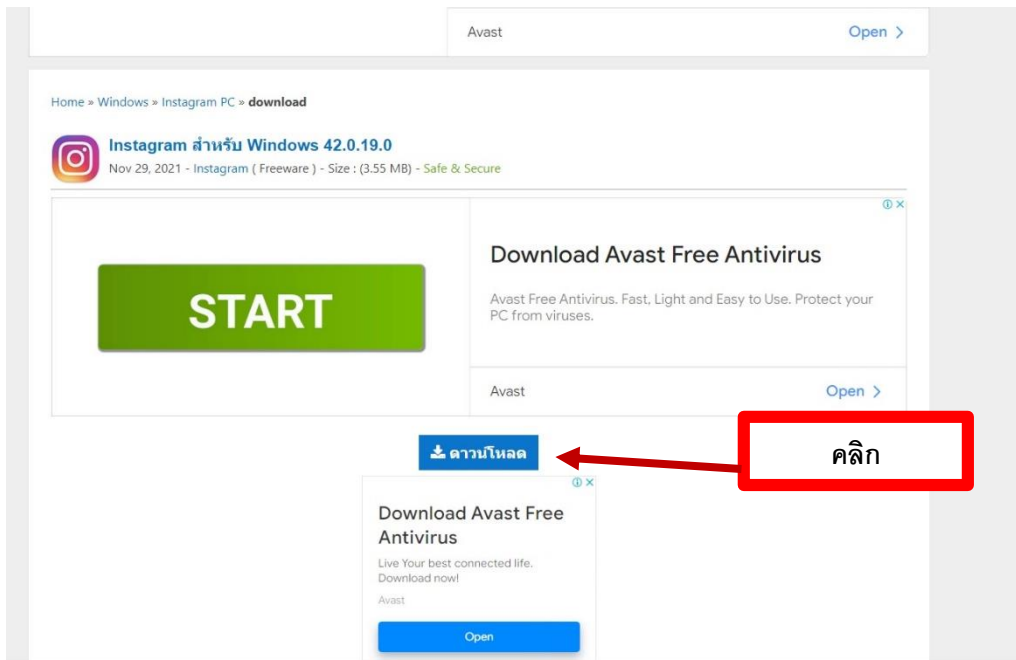 Avast
Open >
Home » Windows » Instagram PC » download
Instagram สำหรับ Windows 42.0.19.0
Nov 29, 2021 - Instagram ( Freeware ) - Size : (3.55 MB) - Safe & Secure
START
Download Avast Free Antivirus
Avast Free Antivirus. Fast, Light and Easy to Use. Protect your
PC from viruses.
Avast
Open >
ดาวน์โหลด
คลิก
Download Avast Free
Antivirus
Live Your best connected life.
Download now!
Avast
Open